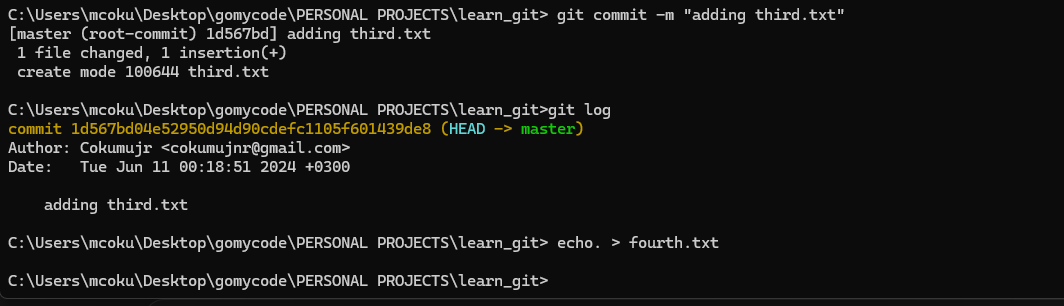 C:\Users\mcoku\Desktop\gomycode\PERSONAL PROJECTS\learn_git> git commit -m "adding third.txt"
[master (root-commit) 1d567bd] adding third.txt
 1 file changed, 1 insertion(+)
 create mode 100644 third.txt
C:\Users\mcoku\Desktop\gomycode\PERSONAL PROJECTS\learn_git>git log
commit 1d567bd04e52950d94d90cdefc1105f601439de8 (HEAD -> master)
Author: Cokumujr <cokumujnr@gmail.com>
Date:   Tue Jun 11 00:18:51 2024 +0300
    adding third.txt
C:\Users\mcoku\Desktop\gomycode\PERSONAL PROJECTS\learn_git> echo. > fourth.txt
C:\Users\mcoku\Desktop\gomycode\PERSONAL PROJECTS\learn_git>